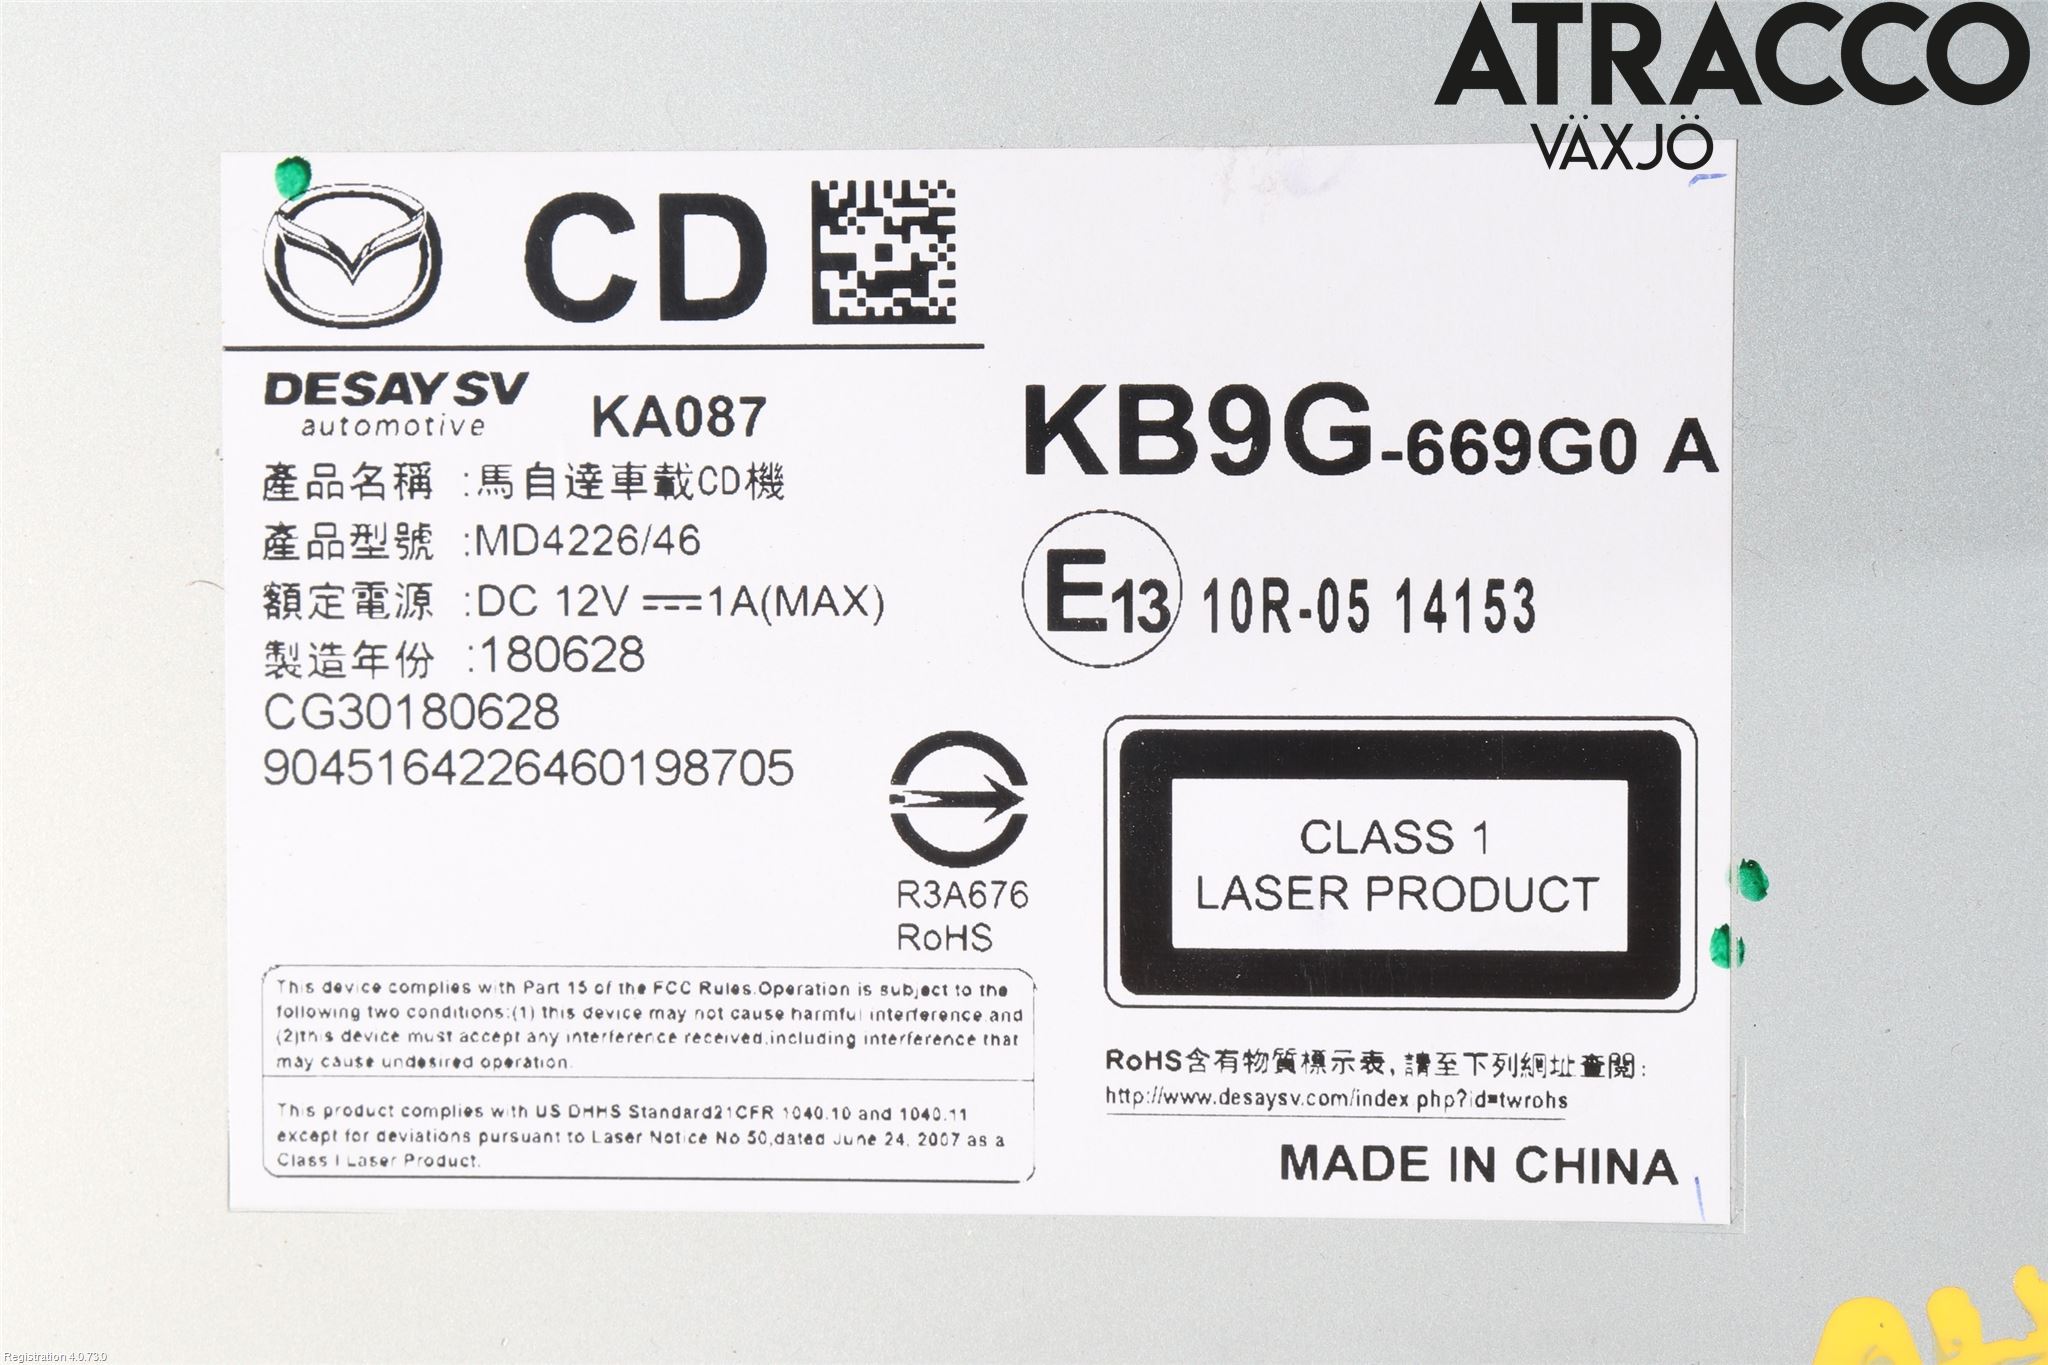 ATRACCO
VÄXJÖ
CD
DESAY SV
automotive
KA087
KB9G-669G0 A
產品名稱 :馬自達車載CD機
產品型號 :MD4226/46
額定電源 :DC 12V ⎓1A(MAX)
製造年份 :180628
CG30180628
9045164226460198705
E13 10R-05 14153
R3A676
RoHS
CLASS 1
LASER PRODUCT
This device complies with Part 15 of the FCC Rules.Operation is subject to the
following two conditions:(1) this device may not cause harmful interference,and
(2)this device must accept any interference received,including interference that
may cause undesired operation.
This product complies with US DHHS Standard21CFR 1040.10 and 1040.11
except for deviations pursuant to Laser Notice No 50,dated June 24, 2007 as a
Class I Laser Product.
RoHS含有物質標示表,請至下列網址查閱:
http://www.desaysv.com/index php?id=twrohs
MADE IN CHINA
Registration 4.0.73.0